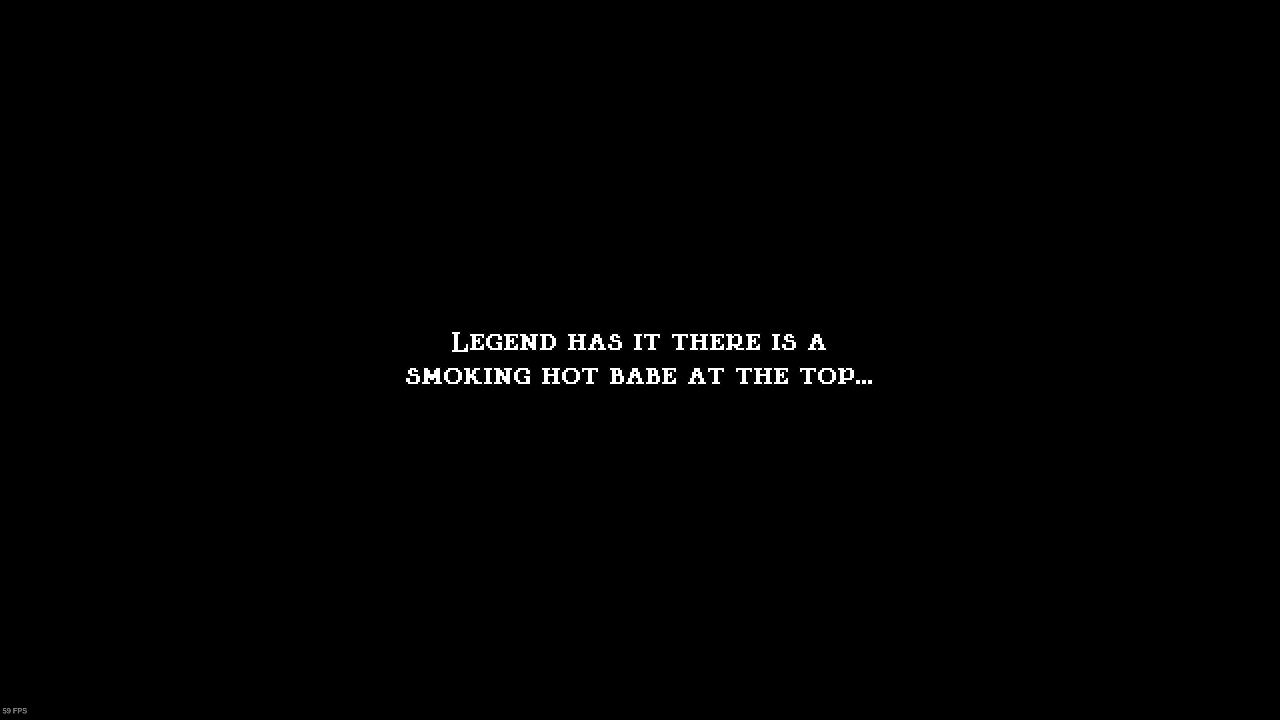 Legend has it there is a
smoking hot babe at the top...
59 FPS